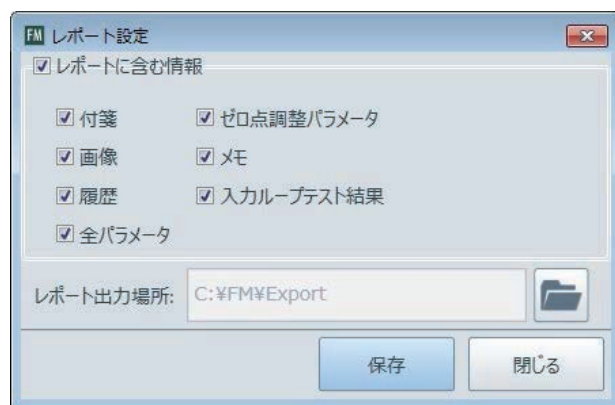 FM レポート設定
レポートに含む情報
付箋 ゼロ点調整パラメータ
画像 メモ
履歴 入力ループテスト結果
全パラメータ
レポート出力場所: C:¥FM¥Export
保存 閉じる